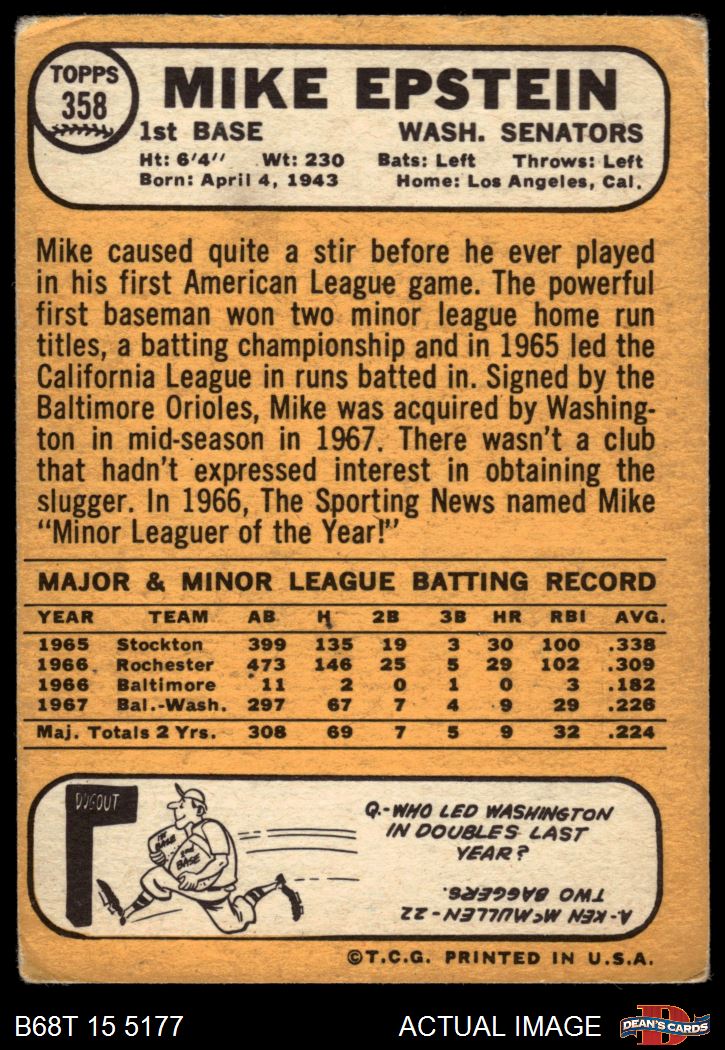 TOPPS
358
MIKE EPSTEIN
1st BASE WASH. SENATORS
Ht: 6'4" Wt: 230 Bats: Left Throws: Left
Born: April 4, 1943 Home: Los Angeles, Cal.
Mike caused quite a stir before he ever played
in his first American League game. The powerful
first baseman won two minor league home run
titles, a batting championship and in 1965 led the
California League in runs batted in. Signed by the
Baltimore Orioles, Mike was acquired by Washing-
ton in mid-season in 1967. There wasn't a club
that hadn't expressed interest in obtaining the
slugger. In 1966, The Sporting News named Mike
"Minor Leaguer of the Year!"
MAJOR & MINOR LEAGUE BATTING RECORD
YEAR TEAM AB H 2B 3B HR RBI AVG.
1965 Stockton 399 135 19 3 30 100 .338
1966 Rochester 473 146 25 5 29 102 .309
1966 Baltimore 11 2 0 1 0 3 .182
1967 Bal.-Wash. 297 67 7 4 9 29 .226
Maj. Totals 2 Yrs. 308 69 7 5 9 32 .224
DUGOUT
1st
BASE
2nd
BASE
Q.-WHO LED WASHINGTON
IN DOUBLES LAST
YEAR?
A-KEN McMULLEN-22
TWO BAGGERS.
©T.C.G. PRINTED IN U.S.A.
B68T 15 5177 ACTUAL IMAGE
DEAN'S CARDS